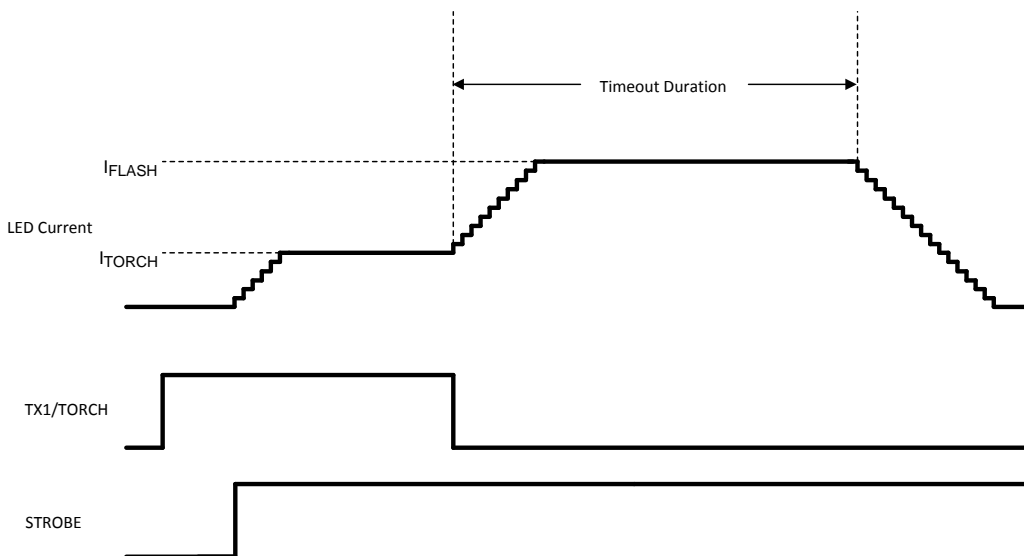 Timeout Duration
IFLASH
LED Current
ITORCH
TX1/TORCH
STROBE